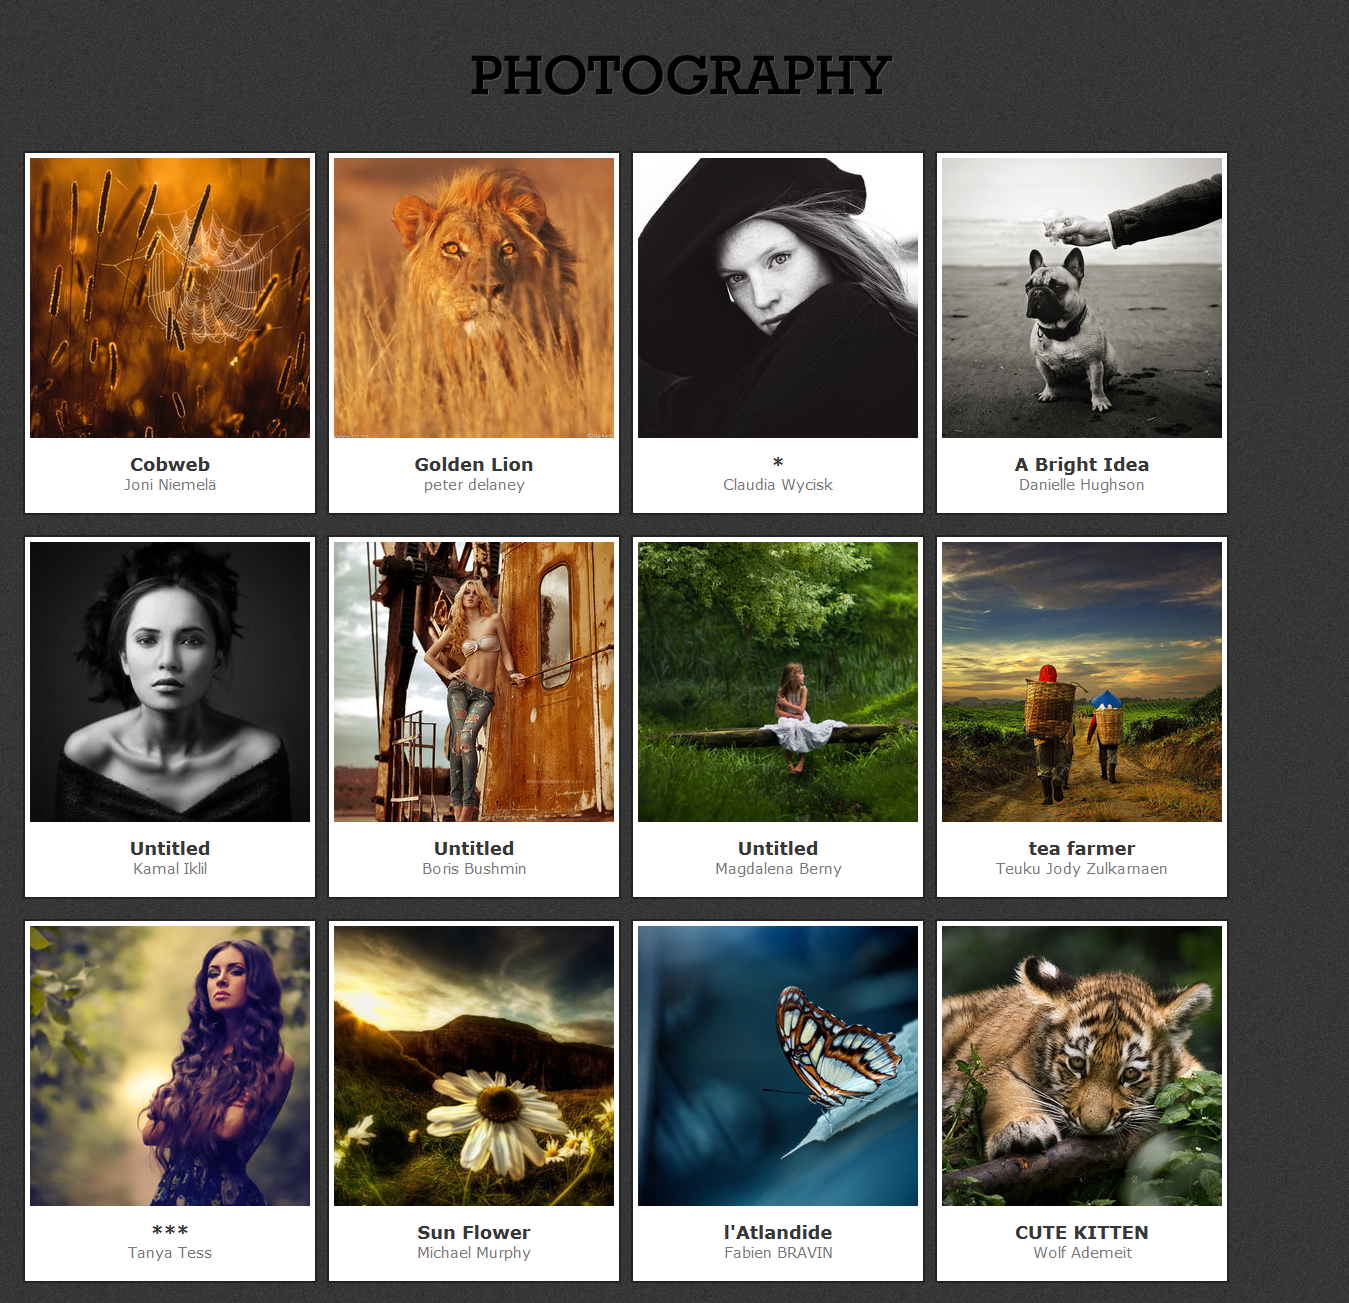 PHOTOGRAPHY
Cobweb
Joni Niemelä
Golden Lion
peter delaney
*
Claudia Wycisk
A Bright Idea
Danielle Hughson
Untitled
Kamal Iklil
Untitled
Boris Bushmin
Untitled
Magdalena Berny
tea farmer
Teuku Jody Zulkarnaen
***
Tanya Tess
Sun Flower
Michael Murphy
l'Atlandide
Fabien BRAVIN
CUTE KITTEN
Wolf Ademeit